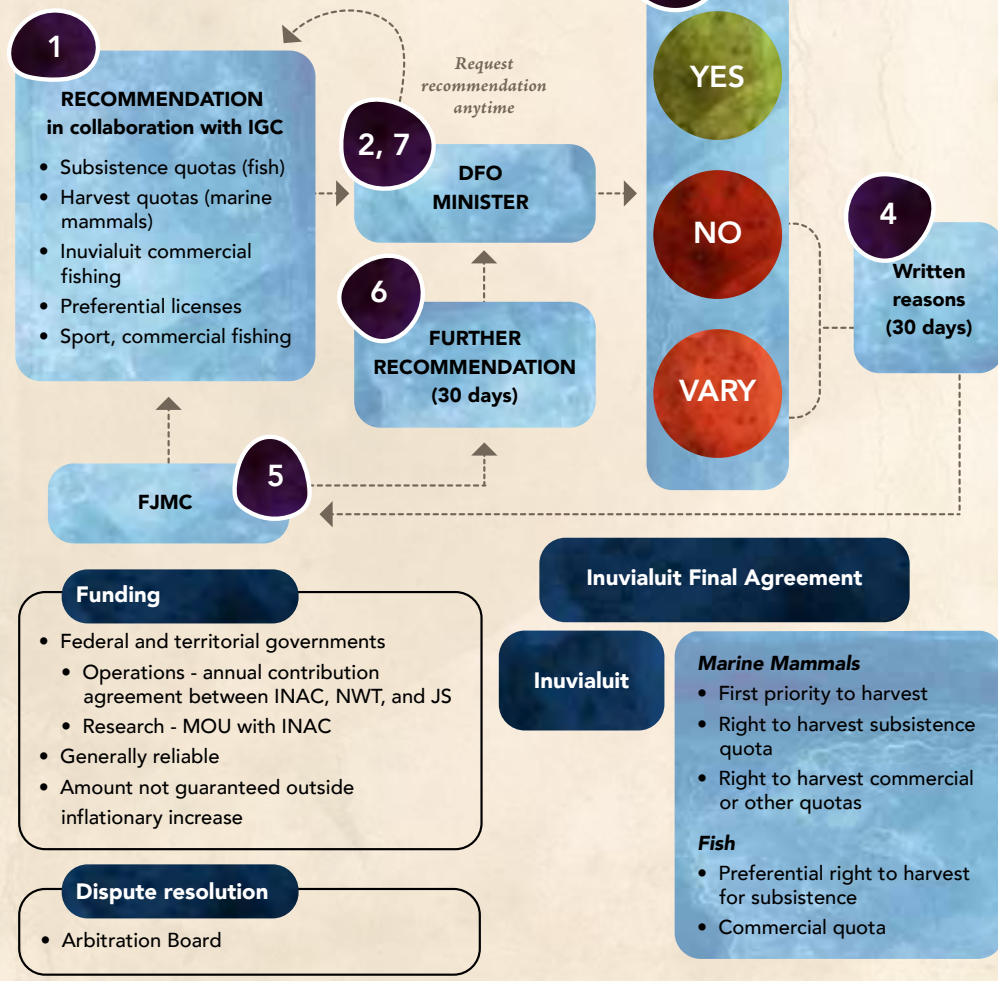 1
RECOMMENDATION
in collaboration with IGC
• Subsistence quotas (fish)
• Harvest quotas (marine
mammals)
• Inuvialuit commercial
fishing
• Preferential licenses
• Sport, commercial fishing
Request
recommendation
anytime
2, 7
DFO
MINISTER
6
FURTHER
RECOMMENDATION
(30 days)
YES
NO
VARY
4
Written
reasons
(30 days)
5
FJMC
Funding
• Federal and territorial governments
• Operations - annual contribution
agreement between INAC, NWT, and JS
• Research - MOU with INAC
• Generally reliable
• Amount not guaranteed outside
inflationary increase
Dispute resolution
• Arbitration Board
Inuvialuit Final Agreement
Inuvialuit
Marine Mammals
• First priority to harvest
• Right to harvest subsistence
quota
• Right to harvest commercial
or other quotas
Fish
• Preferential right to harvest
for subsistence
• Commercial quota